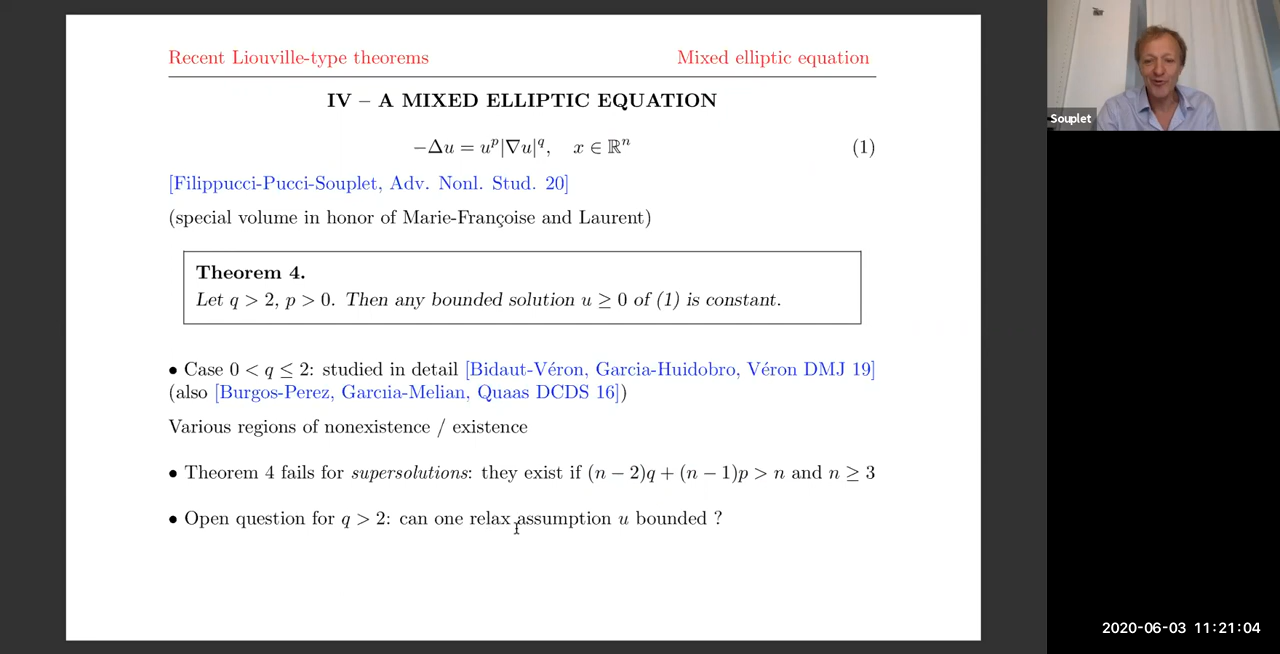 Recent Liouville-type theorems Mixed elliptic equation
IV – A MIXED ELLIPTIC EQUATION
−Δu = u^p|∇u|^q, x ∈ ℝ^n (1)
[Filippucci-Pucci-Souplet, Adv. Nonl. Stud. 20]
(special volume in honor of Marie-Françoise and Laurent)
Theorem 4.
Let q > 2, p > 0. Then any bounded solution u ≥ 0 of (1) is constant.
• Case 0 < q ≤ 2: studied in detail [Bidaut-Véron, Garcia-Huidobro, Véron DMJ 19]
(also [Burgos-Perez, Garciia-Melian, Quaas DCDS 16])
Various regions of nonexistence / existence
• Theorem 4 fails for supersolutions: they exist if (n − 2)q + (n − 1)p > n and n ≥ 3
• Open question for q > 2: can one relax assumption u bounded ?
Souplet
2020-06-03 11:21:04